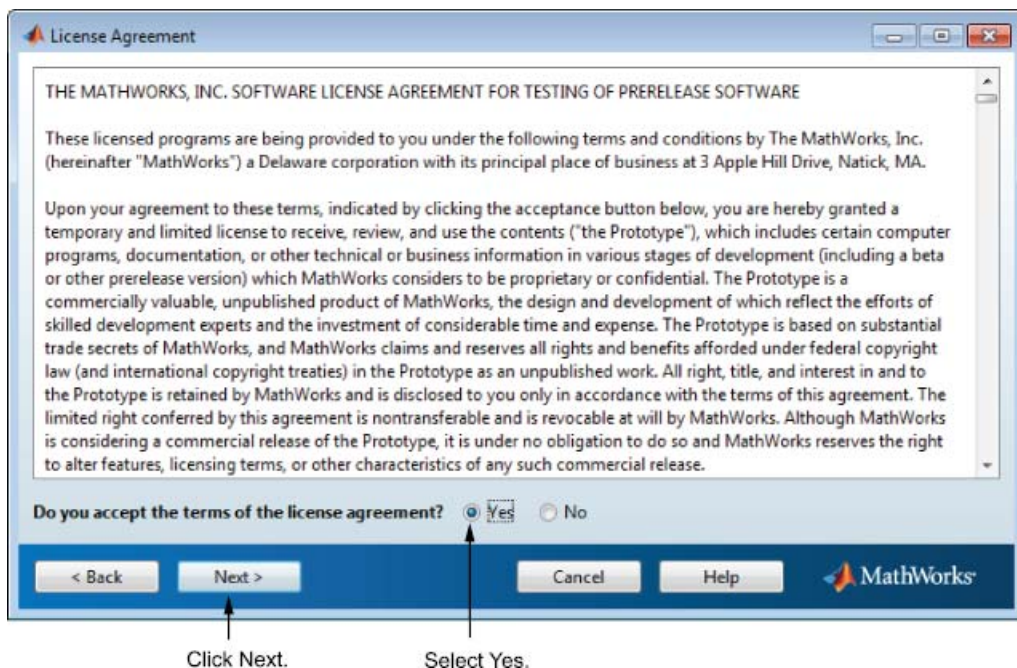 License Agreement
THE MATHWORKS, INC. SOFTWARE LICENSE AGREEMENT FOR TESTING OF PRERELEASE SOFTWARE
These licensed programs are being provided to you under the following terms and conditions by The MathWorks, Inc.
(hereinafter "MathWorks") a Delaware corporation with its principal place of business at 3 Apple Hill Drive, Natick, MA.
Upon your agreement to these terms, indicated by clicking the acceptance button below, you are hereby granted a
temporary and limited license to receive, review, and use the contents ("the Prototype"), which includes certain computer
programs, documentation, or other technical or business information in various stages of development (including a beta
or other prerelease version) which MathWorks considers to be proprietary or confidential. The Prototype is a
commercially valuable, unpublished product of MathWorks, the design and development of which reflect the efforts of
skilled development experts and the investment of considerable time and expense. The Prototype is based on substantial
trade secrets of MathWorks, and MathWorks claims and reserves all rights and benefits afforded under federal copyright
law (and international copyright treaties) in the Prototype as an unpublished work. All right, title, and interest in and to
the Prototype is retained by MathWorks and is disclosed to you only in accordance with the terms of this agreement. The
limited right conferred by this agreement is nontransferable and is revocable at will by MathWorks. Although MathWorks
is considering a commercial release of the Prototype, it is under no obligation to do so and MathWorks reserves the right
to alter features, licensing terms, or other characteristics of any such commercial release.
Do you accept the terms of the license agreement? Yes No
< Back Next > Cancel Help MathWorks
Click Next. Select Yes.